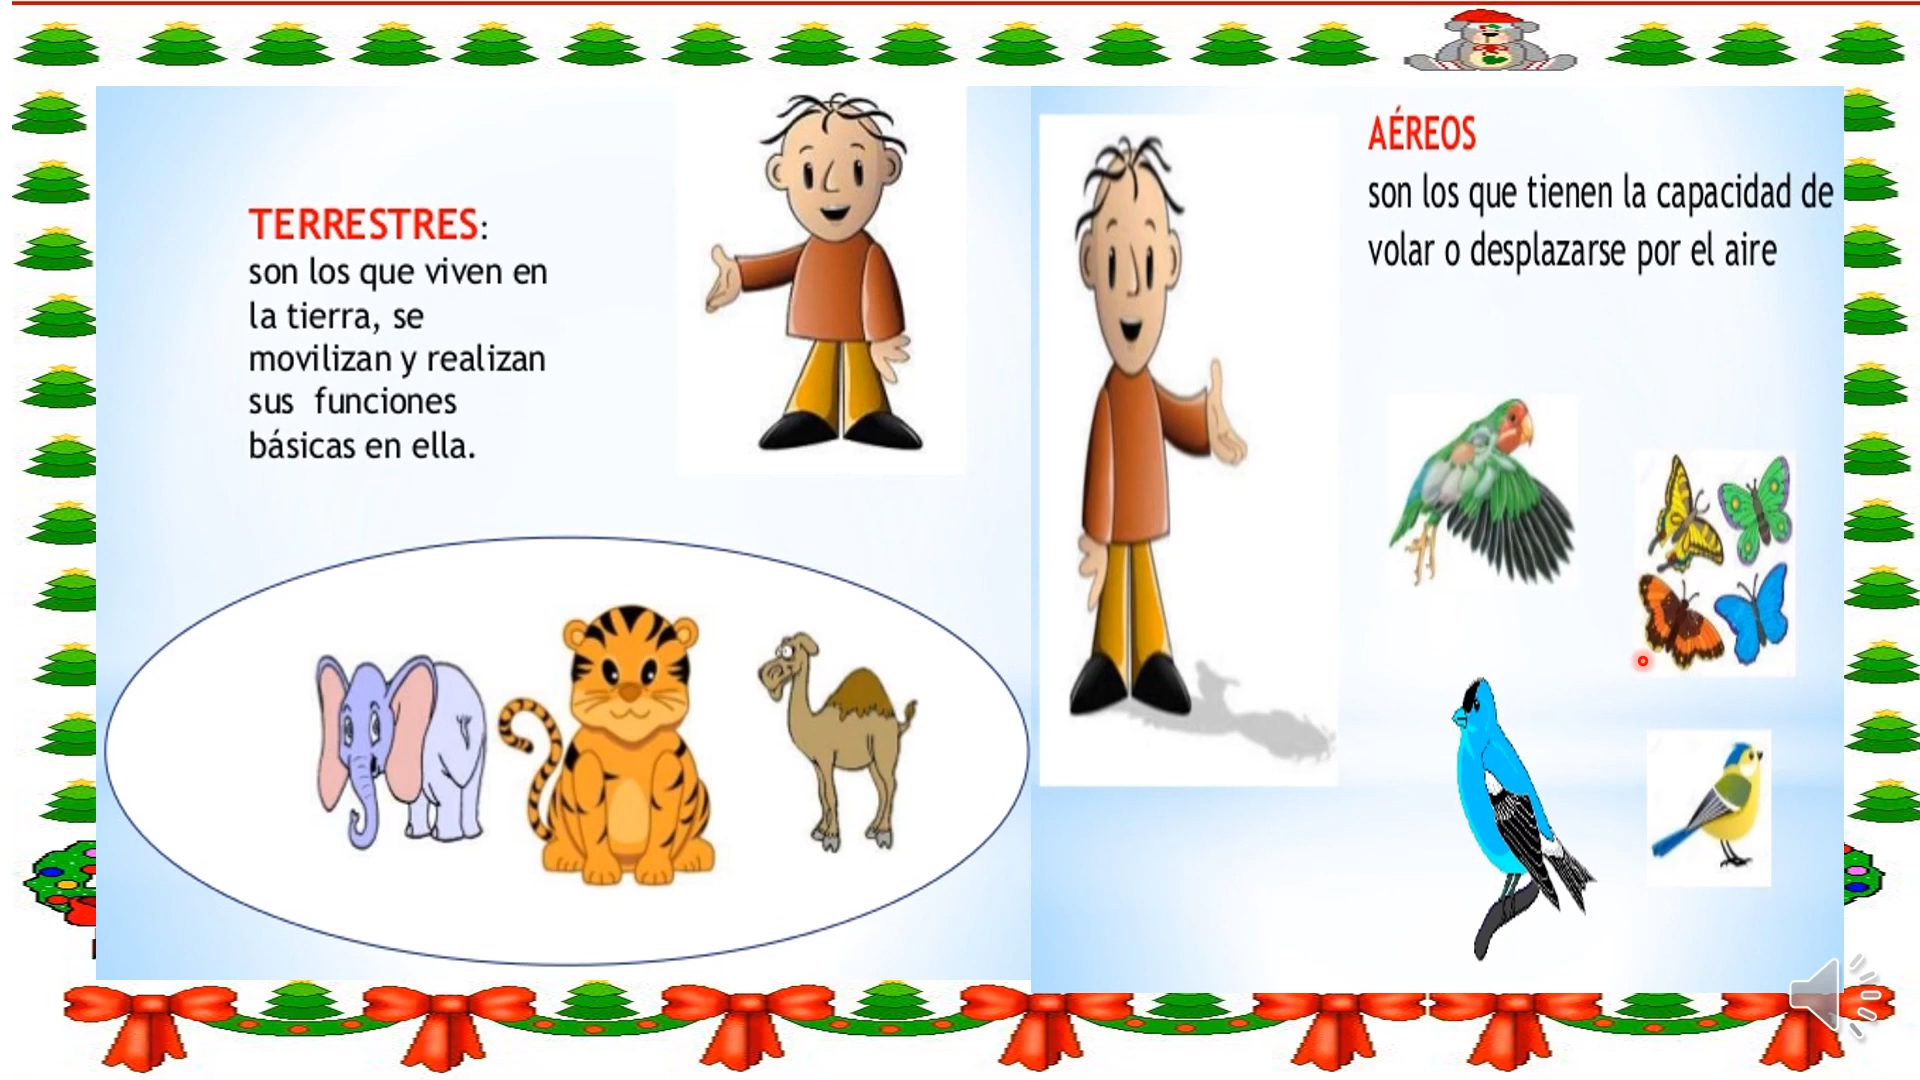 TERRESTRES:
son los que viven en
la tierra, se
movilizan y realizan
sus funciones
básicas en ella.
AÉREOS
son los que tienen la capacidad de
volar o desplazarse por el aire